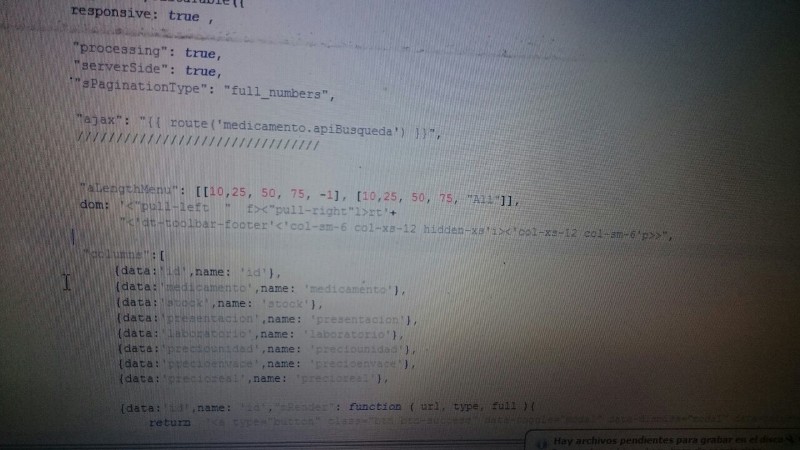 responsive: true ,
"processing": true,
"serverSide": true,
"sPaginationType": "full_numbers",
"ajax": "{{ route('medicamento.apiBusqueda') }}",
///////////////////////////////
"aLengthMenu": [[10,25, 50, 75, -1], [10,25, 50, 75, "All"]],
dom: '<"pull-left " f><"pull-right"l>rt'+
"<'dt-toolbar-footer'<'col-sm-6 col-xs-12 hidden-xs'i><'col-xs-12 col-sm-6'p>>",
"columns":[
{data:'id',name: 'id'},
{data:'medicamento',name: 'medicamento'},
{data:'stock',name: 'stock'},
{data:'presentacion',name: 'presentacion'},
{data:'laboratorio',name: 'laboratorio'},
{data:'preciounidad',name: 'preciounidad'},
{data:'precioenvace',name: 'precioenvace'},
{data:'precioreal',name: 'precioreal'},
{data:'id',name: 'id',"mRender": function ( url, type, full ){
return '<a type="button" class="btn btn-success" data-toggle="modal"
Hay archivos pendientes para grabar en el disco